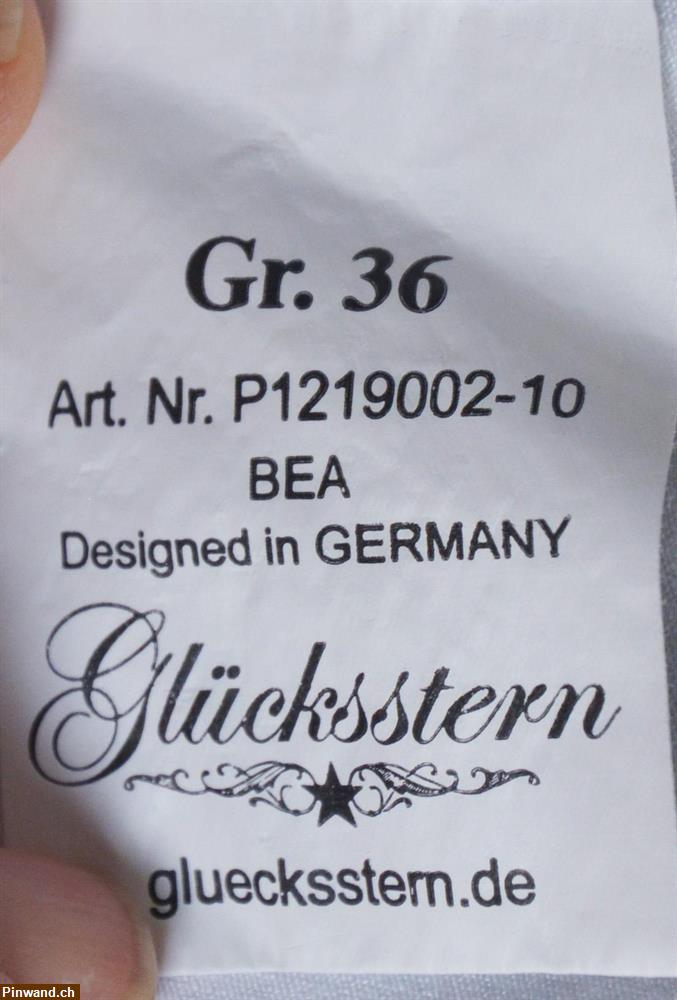 Gr. 36
Art. Nr. P1219002-10
BEA
Designed in GERMANY
Glücksstern
gluecksstern.de
Pinwand.ch